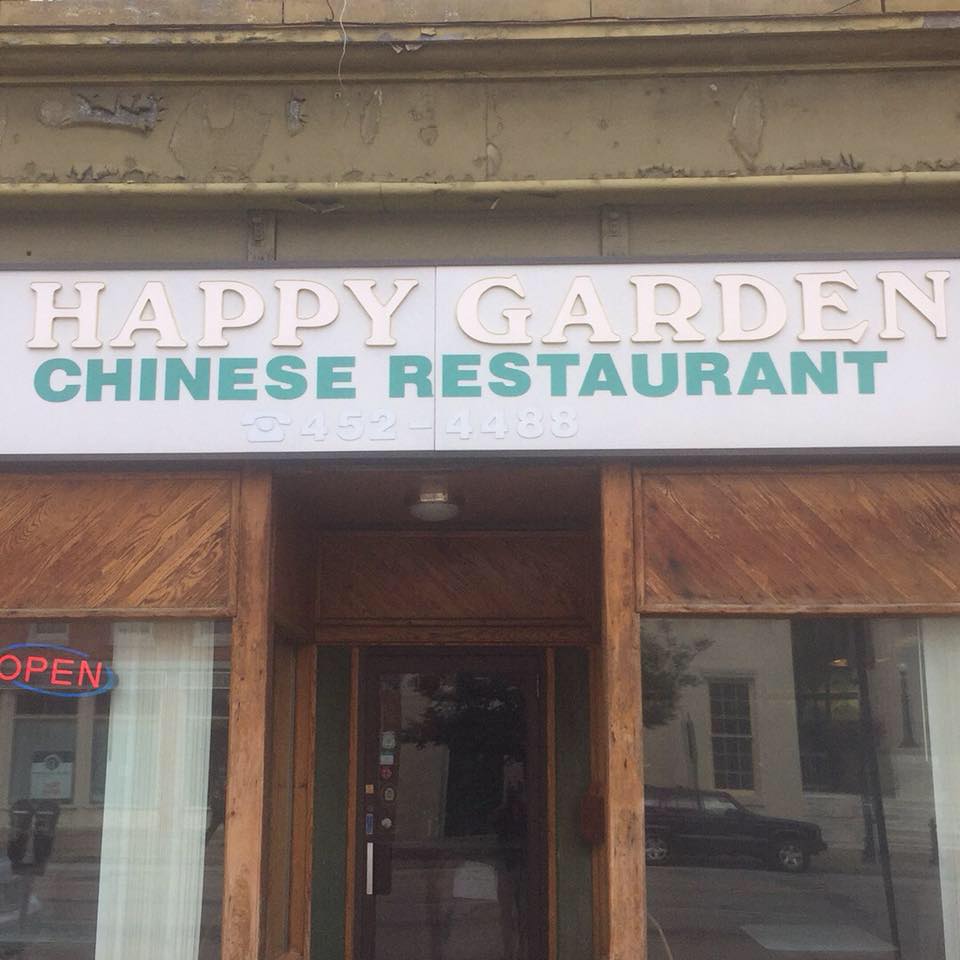 HAPPY GARDEN
CHINESE RESTAURANT
☎452-4488
OPEN